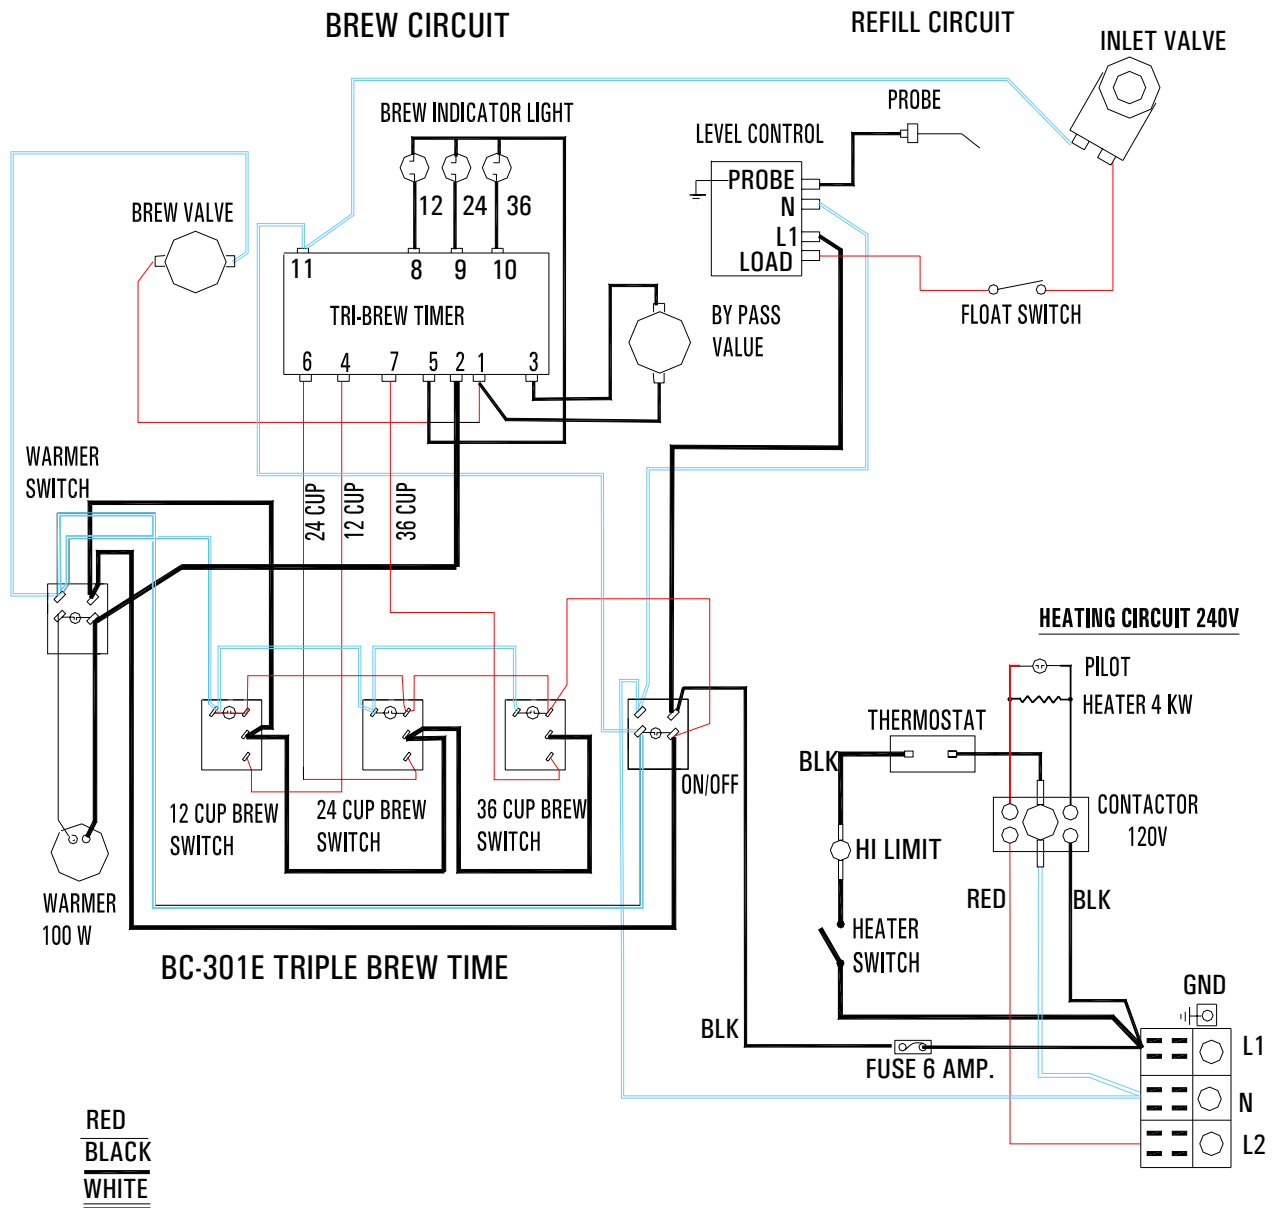 BREW CIRCUIT
REFILL CIRCUIT
INLET VALVE
BREW INDICATOR LIGHT
PROBE
LEVEL CONTROL
PROBE
N
L1
LOAD
12
24
36
BREW VALVE
11
8
9
10
TRI-BREW TIMER
6
4
7
5
2
1
3
BY PASS
VALUE
FLOAT SWITCH
WARMER
SWITCH
24 CUP
12 CUP
36 CUP
HEATING CIRCUIT 240V
PILOT
HEATER 4 KW
THERMOSTAT
BLK
ON/OFF
12 CUP BREW
SWITCH
24 CUP BREW
SWITCH
36 CUP BREW
SWITCH
CONTACTOR
120V
HI LIMIT
RED
BLK
WARMER
100 W
HEATER
SWITCH
BC-301E TRIPLE BREW TIME
GND
BLK
FUSE 6 AMP.
L1
N
L2
RED
BLACK
WHITE